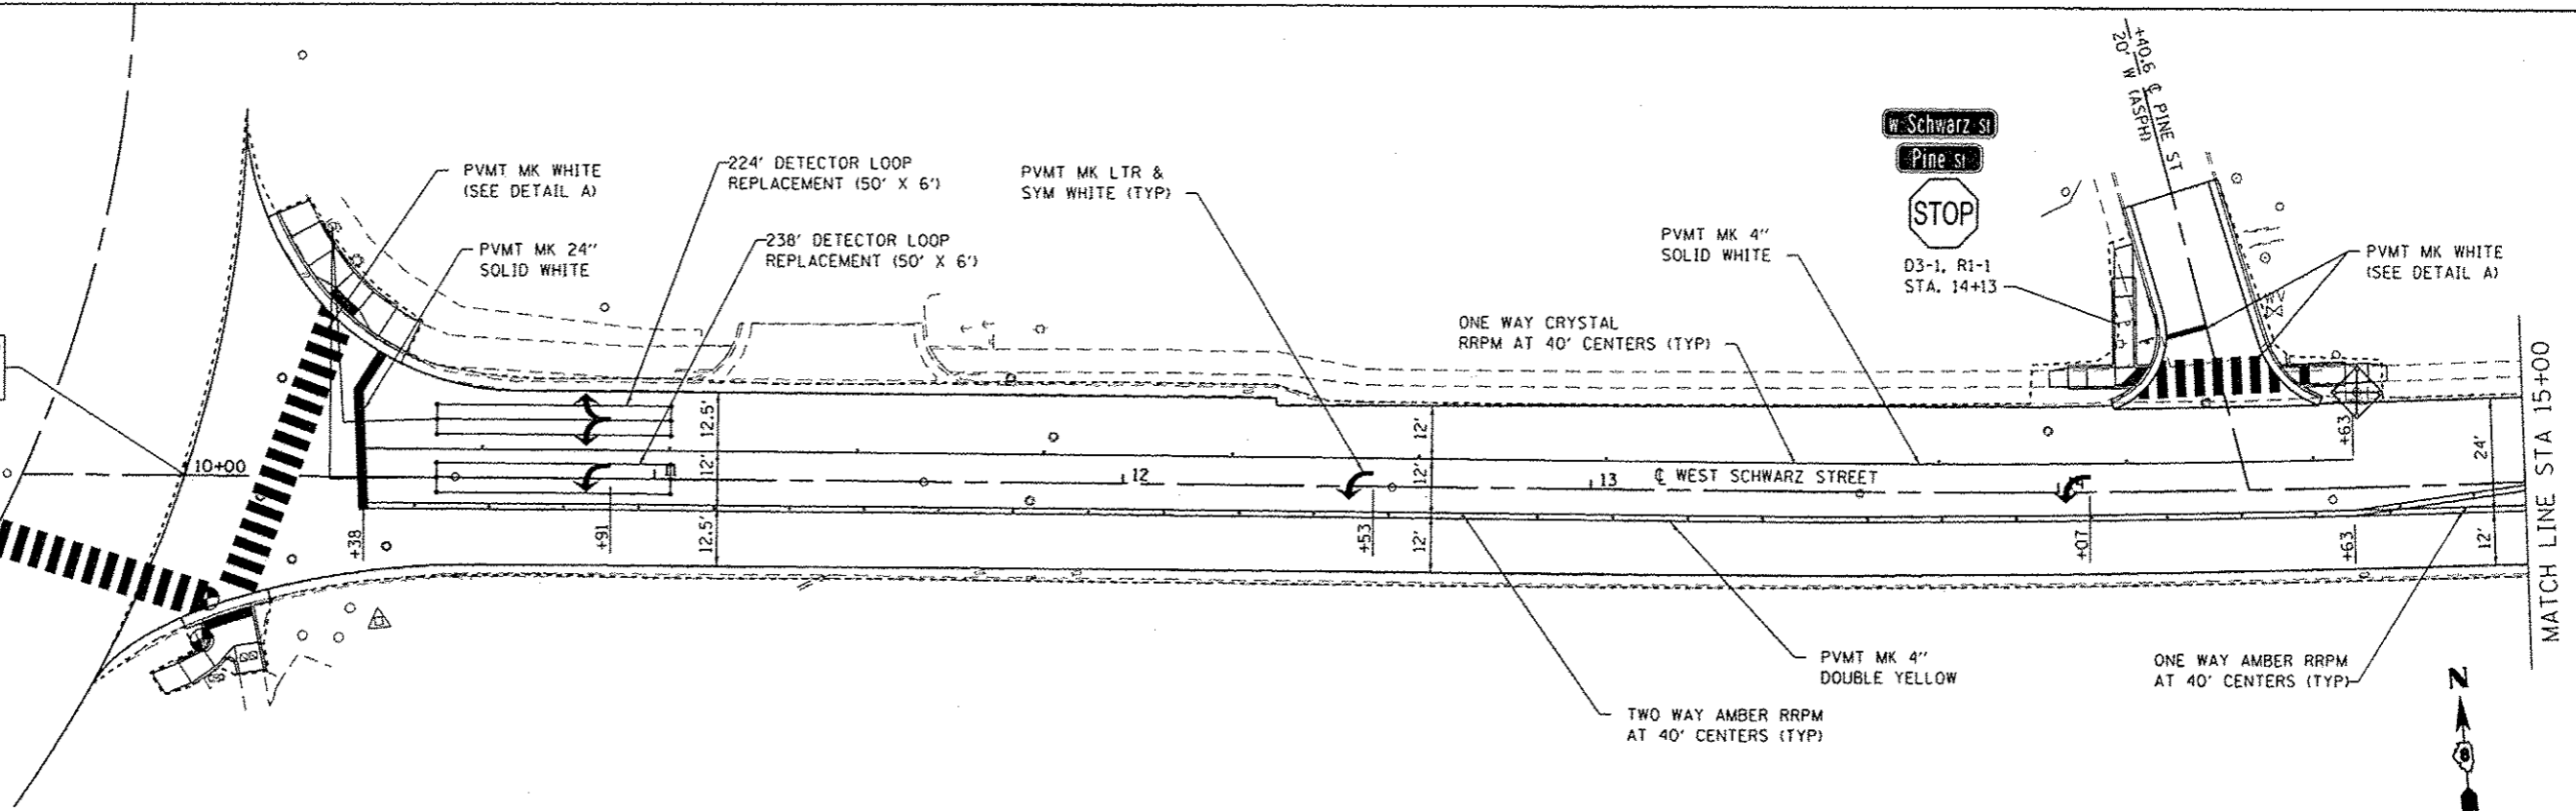 +40.6 ℄ PINE ST
20' W (ASPH)
W Schwarz St
Pine St
STOP
D3-1, R1-1
STA. 14+13
PVMT MK WHITE
(SEE DETAIL A)
224' DETECTOR LOOP
REPLACEMENT (50' X 6')
PVMT MK LTR &
SYM WHITE (TYP)
PVMT MK 24"
SOLID WHITE
238' DETECTOR LOOP
REPLACEMENT (50' X 6')
PVMT MK 4"
SOLID WHITE
PVMT MK WHITE
(SEE DETAIL A)
ONE WAY CRYSTAL
RRPM AT 40' CENTERS (TYP)
WV
12.5'
12'
12.5'
12'
12'
12'
+63
24'
12'
10+00
12
13
℄ WEST SCHWARZ STREET
14
+38
+91
+53
+07
+63
MATCH LINE STA 15+00
PVMT MK 4"
DOUBLE YELLOW
ONE WAY AMBER RRPM
AT 40' CENTERS (TYP)
TWO WAY AMBER RRPM
AT 40' CENTERS (TYP)
N